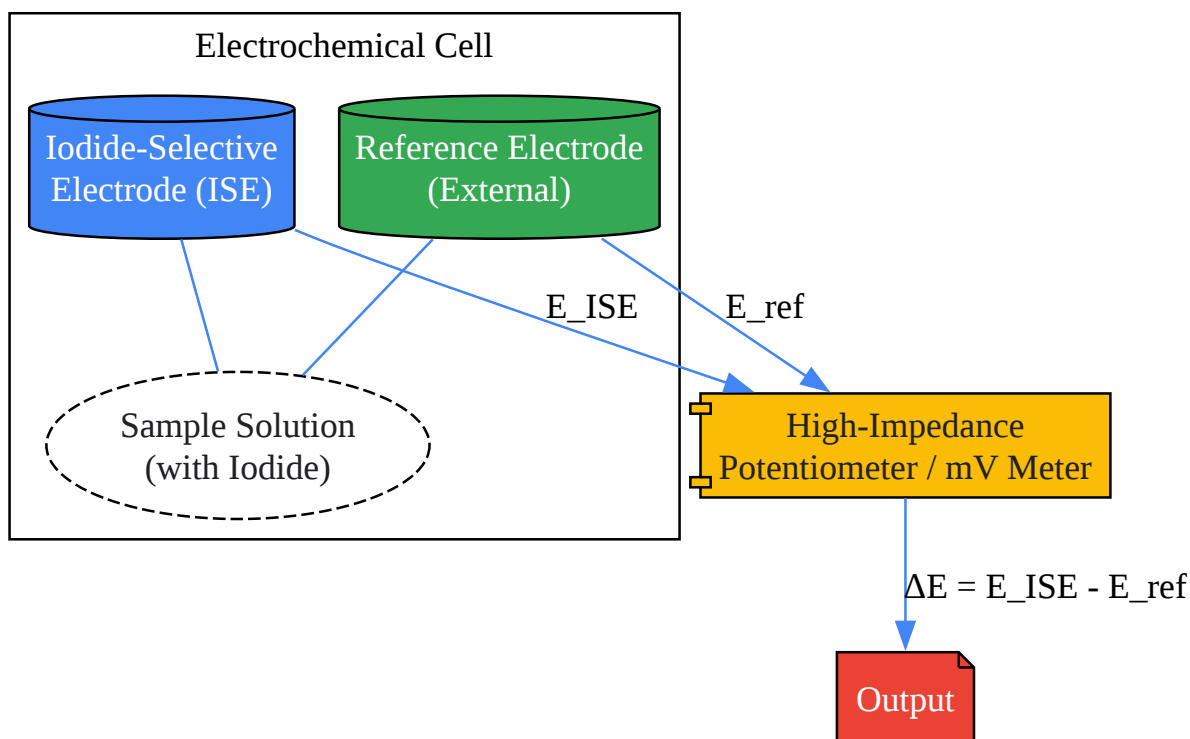 Electrochemical Cell
Iodide-Selective
Electrode (ISE)
Reference Electrode
(External)
E_ISE
E_ref
Sample Solution
(with Iodide)
High-Impedance
Potentiometer / mV Meter
ΔE = E_ISE - E_ref
Output